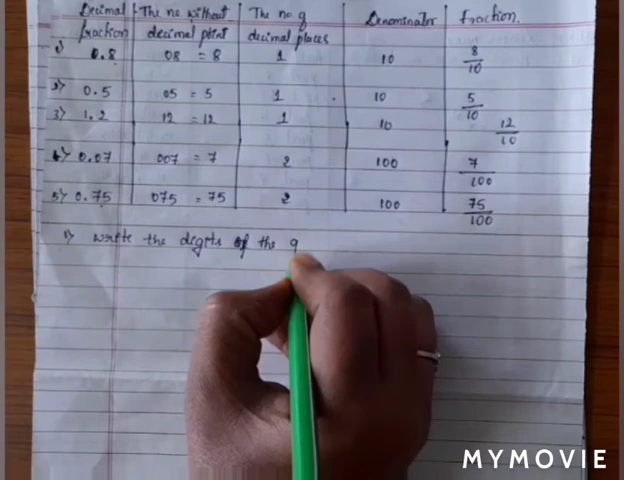 Decimal fraction | The no without decimal point | The no. of decimal places | Denominator | Fraction.
1) 0.8 | 08 = 8 | 1 | 10 | 8/10
2) 0.5 | 05 = 5 | 1 | 10 | 5/10
3) 1.2 | 12 = 12 | 1 | 10 | 12/10
4) 0.07 | 007 = 7 | 2 | 100 | 7/100
5) 0.75 | 075 = 75 | 2 | 100 | 75/100
1) write the digits of the g
MYMOVIE